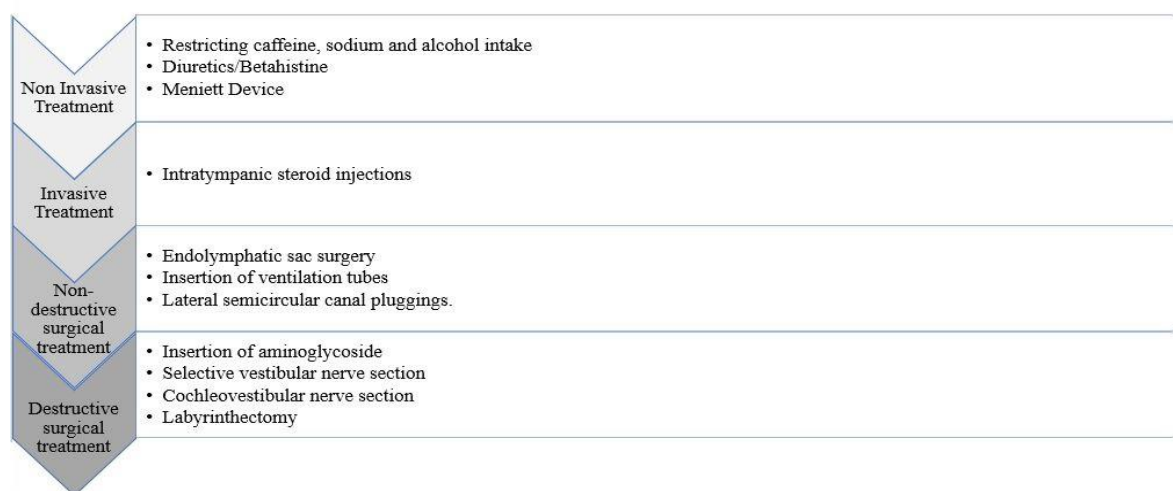 Non Invasive
Treatment
• Restricting caffeine, sodium and alcohol intake
• Diuretics/Betahistine
• Meniett Device
Invasive
Treatment
• Intratympanic steroid injections
Non-
destructive
surgical
treatment
• Endolymphatic sac surgery
• Insertion of ventilation tubes
• Lateral semicircular canal pluggings.
Destructive
surgical
treatment
• Insertion of aminoglycoside
• Selective vestibular nerve section
• Cochleovestibular nerve section
• Labyrinthectomy